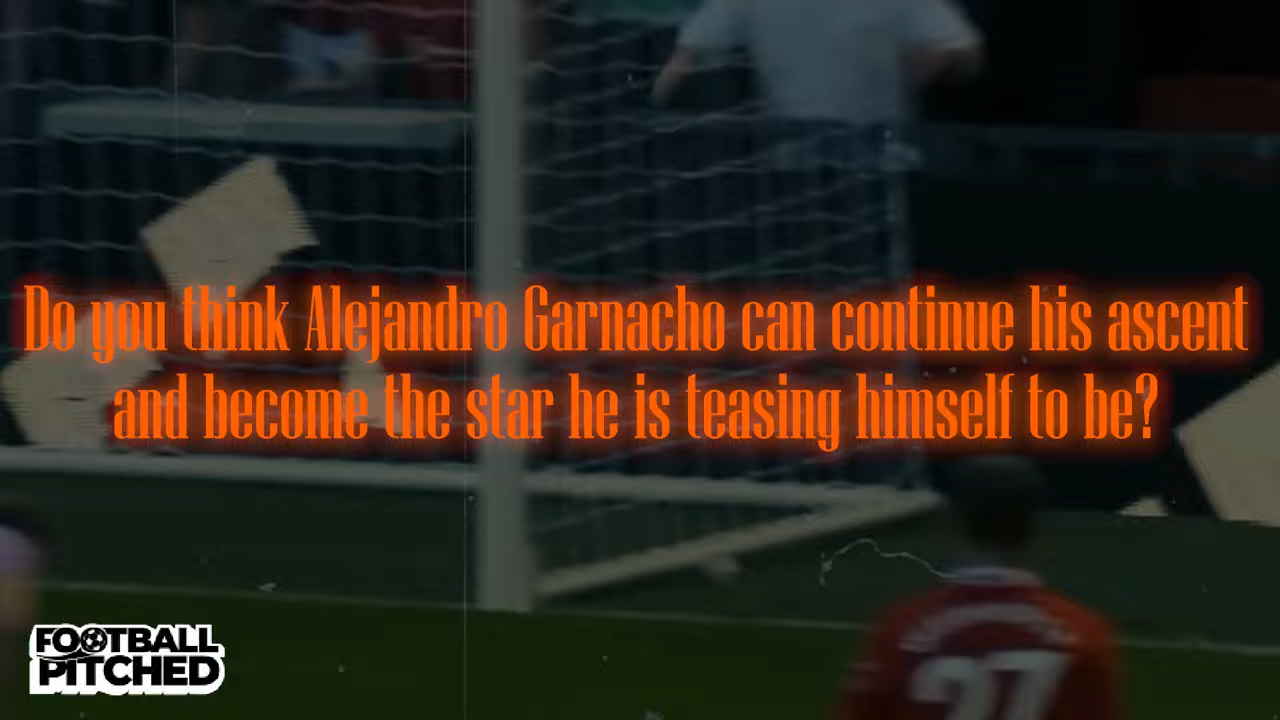 Do you think Alejandro Garnacho can continue his ascent
and become the star he is teasing himself to be?
FOOTBALL
PITCHED
27